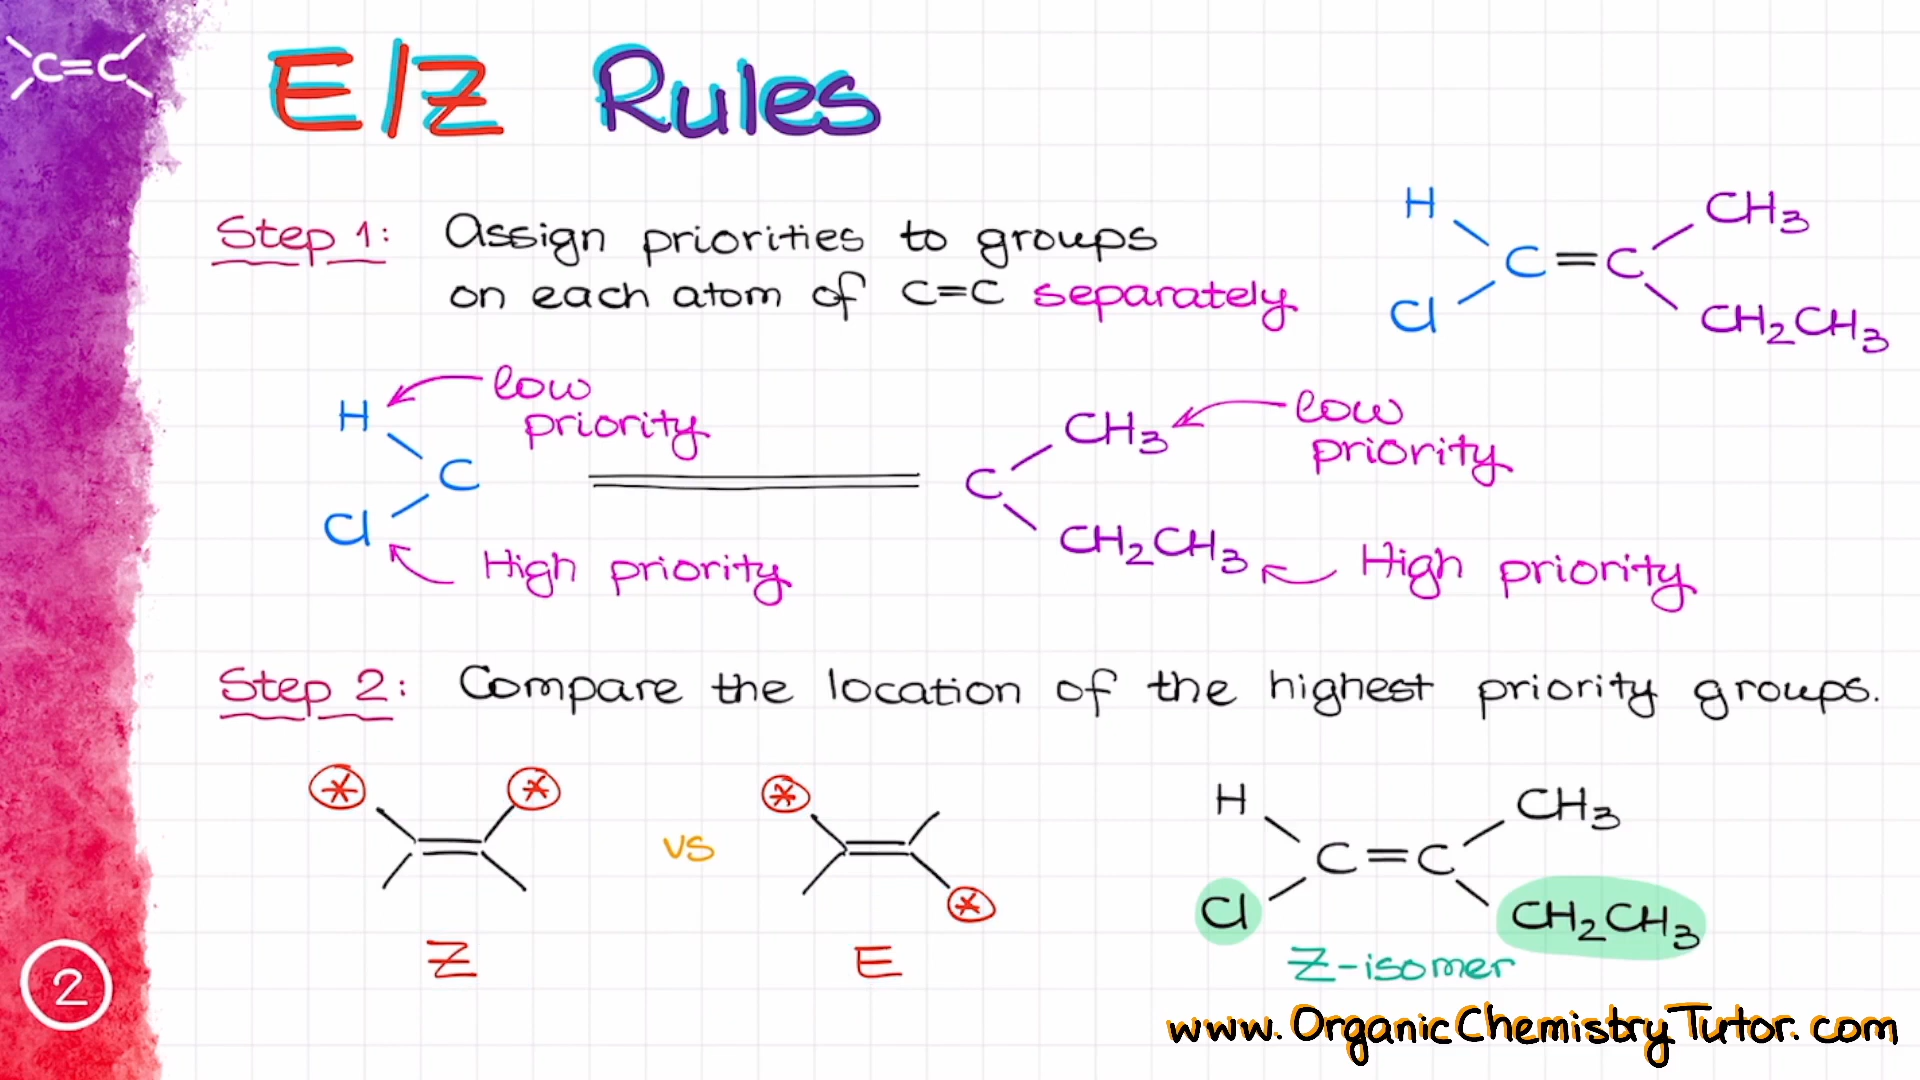 C=C
E/Z Rules
Step 1: Assign priorities to groups
on each atom of C=C separately
H CH₃
C=C
Cl CH₂CH₃
low
priority
H
C
Cl
High priority
low
priority
CH₃
C
CH₂CH₃
High priority
Step 2: Compare the location of the highest priority groups.
* *
Z
vs
* *
E
H CH₃
C=C
Cl CH₂CH₃
Z-isomer
2
www.OrganicChemistryTutor.com